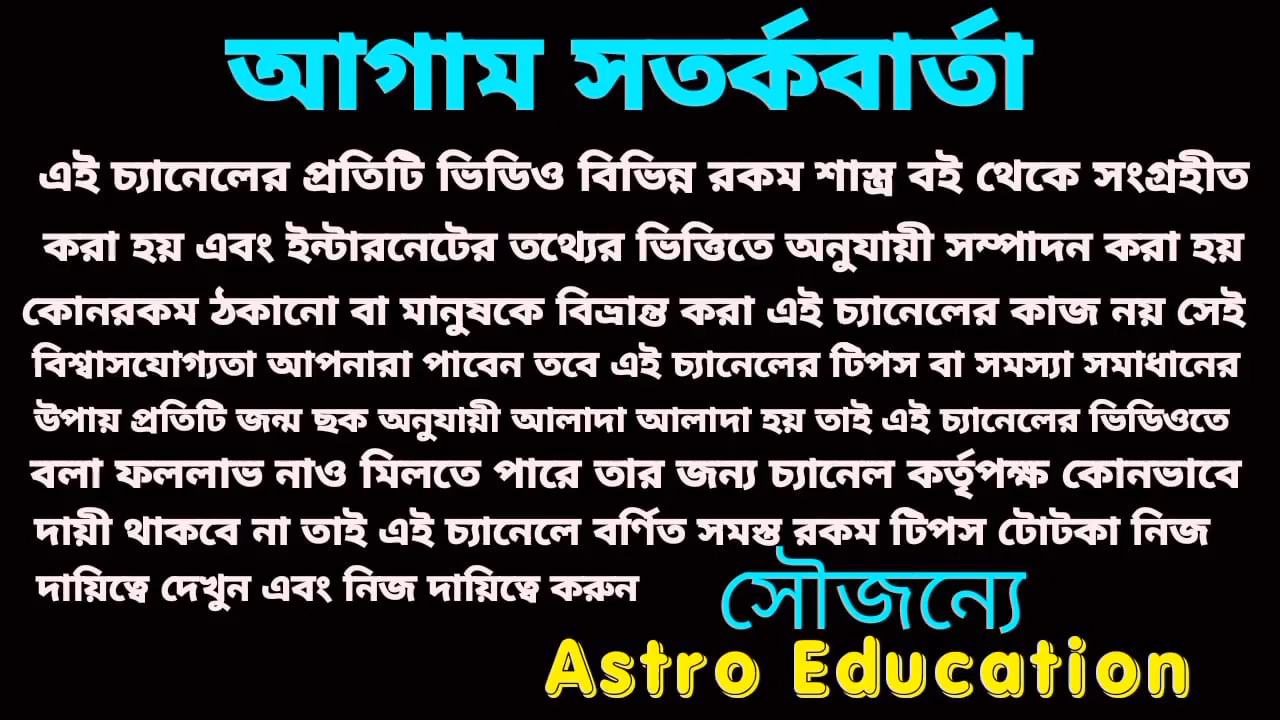 আগাম সতর্কবার্তা
এই চ্যানেলের প্রতিটি ভিডিও বিভিন্ন রকম শাস্ত্র বই থেকে সংগ্রহীত
করা হয় এবং ইন্টারনেটের তথ্যের ভিত্তিতে অনুযায়ী সম্পাদন করা হয়
কোনরকম ঠকানো বা মানুষকে বিভ্রান্ত করা এই চ্যানেলের কাজ নয় সেই
বিশ্বাসযোগ্যতা আপনারা পাবেন তবে এই চ্যানেলের টিপস বা সমস্যা সমাধানের
উপায় প্রতিটি জন্ম ছক অনুযায়ী আলাদা আলাদা হয় তাই এই চ্যানেলের ভিডিওতে
বলা ফললাভ নাও মিলতে পারে তার জন্য চ্যানেল কর্তৃপক্ষ কোনভাবে
দায়ী থাকবে না তাই এই চ্যানেলে বর্ণিত সমস্ত রকম টিপস টোটকা নিজ
দায়িত্বে দেখুন এবং নিজ দায়িত্বে করুন
সৌজন্যে
Astro Education